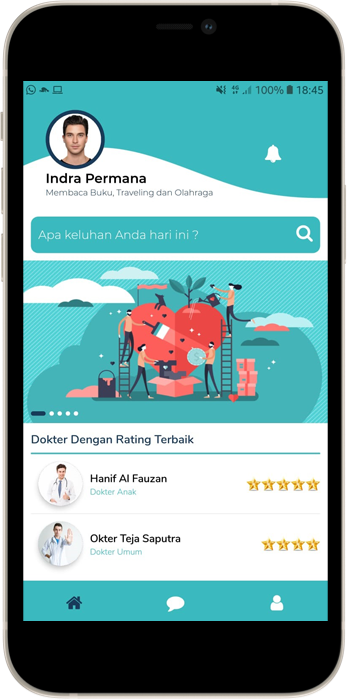 4G
100%
18:45
Indra Permana
Membaca Buku, Traveling dan Olahraga
Apa keluhan Anda hari ini ?
Dokter Dengan Rating Terbaik
Hanif Al Fauzan
Dokter Anak
Okter Teja Saputra
Dokter Umum